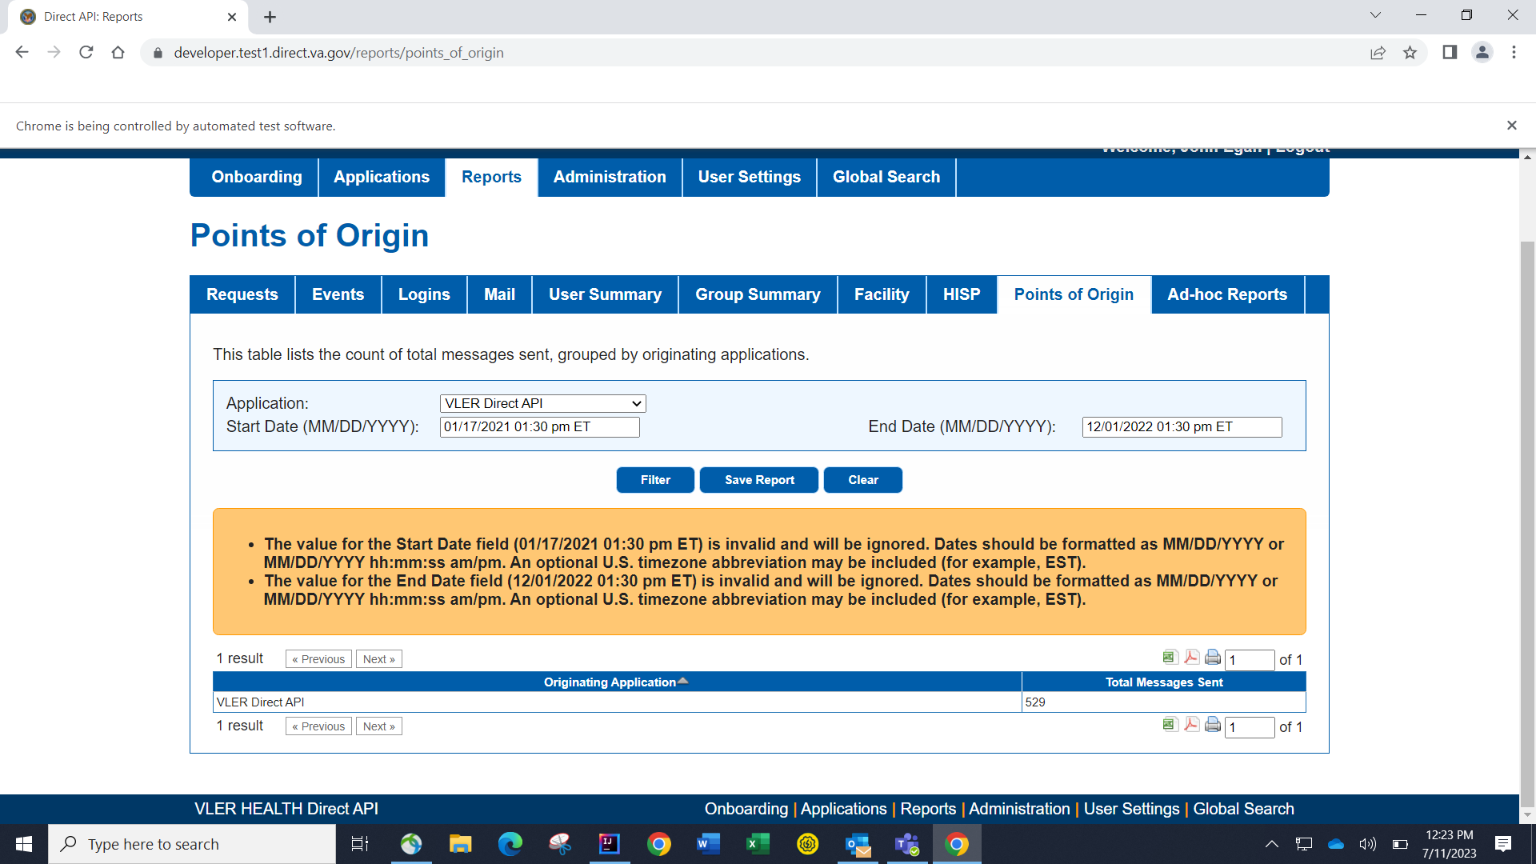 Direct API: Reports
developer.test1.direct.va.gov/reports/points_of_origin
Chrome is being controlled by automated test software.
Welcome, John Egan | Logout
Onboarding
Applications
Reports
Administration
User Settings
Global Search
Points of Origin
Requests
Events
Logins
Mail
User Summary
Group Summary
Facility
HISP
Points of Origin
Ad-hoc Reports
This table lists the count of total messages sent, grouped by originating applications.
Application:
VLER Direct API
Start Date (MM/DD/YYYY):
01/17/2021 01:30 pm ET
End Date (MM/DD/YYYY):
12/01/2022 01:30 pm ET
Filter
Save Report
Clear
• The value for the Start Date field (01/17/2021 01:30 pm ET) is invalid and will be ignored. Dates should be formatted as MM/DD/YYYY or
MM/DD/YYYY hh:mm:ss am/pm. An optional U.S. timezone abbreviation may be included (for example, EST).
• The value for the End Date field (12/01/2022 01:30 pm ET) is invalid and will be ignored. Dates should be formatted as MM/DD/YYYY or
MM/DD/YYYY hh:mm:ss am/pm. An optional U.S. timezone abbreviation may be included (for example, EST).
1 result
« Previous
Next »
1
of 1
Originating Application
Total Messages Sent
VLER Direct API
529
1 result
« Previous
Next »
1
of 1
VLER HEALTH Direct API
Onboarding | Applications | Reports | Administration | User Settings | Global Search
Type here to search
12:23 PM
7/11/2023